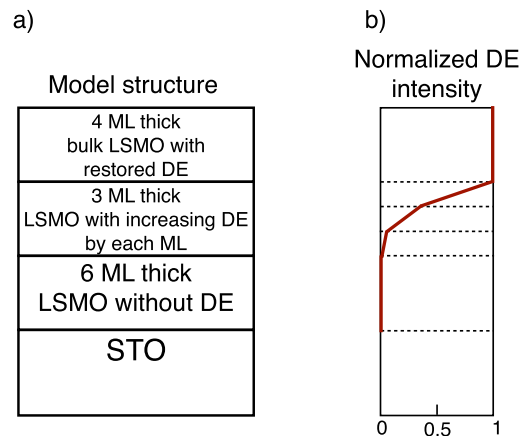 a)
Model structure
4 ML thick
bulk LSMO with
restored DE
3 ML thick
LSMO with increasing DE
by each ML
6 ML thick
LSMO without DE
STO
b)
Normalized DE
intensity
0 0.5 1